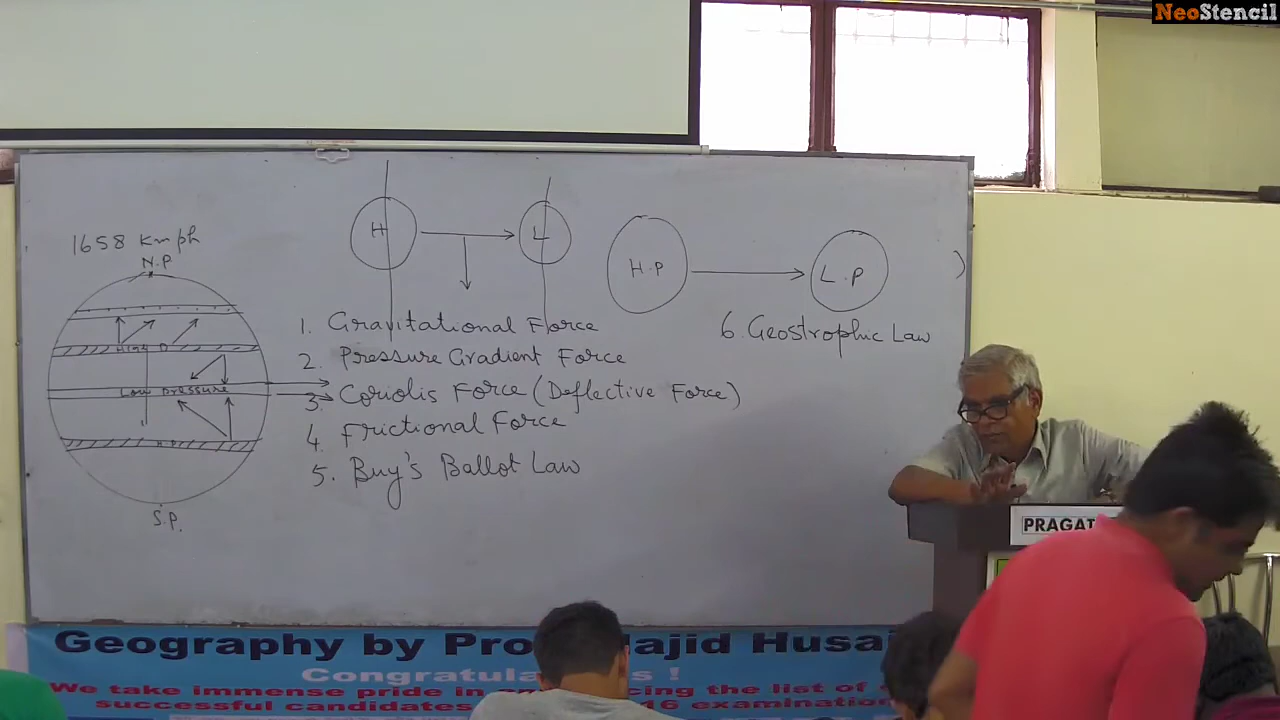 NeoStencil
1658 Kmph
N.P
H
L
H.P
L.P
High P
Low Pressure
H.P
S.P.
1. Gravitational Force
2. Pressure Gradient Force
3. Coriolis Force (Deflective Force)
4. Frictional Force
5. Buy's Ballot Law
6. Geostrophic Law
PRAGAT
Geography by Pro Majid Husai
Congratula s !
We take immense pride in an cing the list of
successful candidates 16 examination